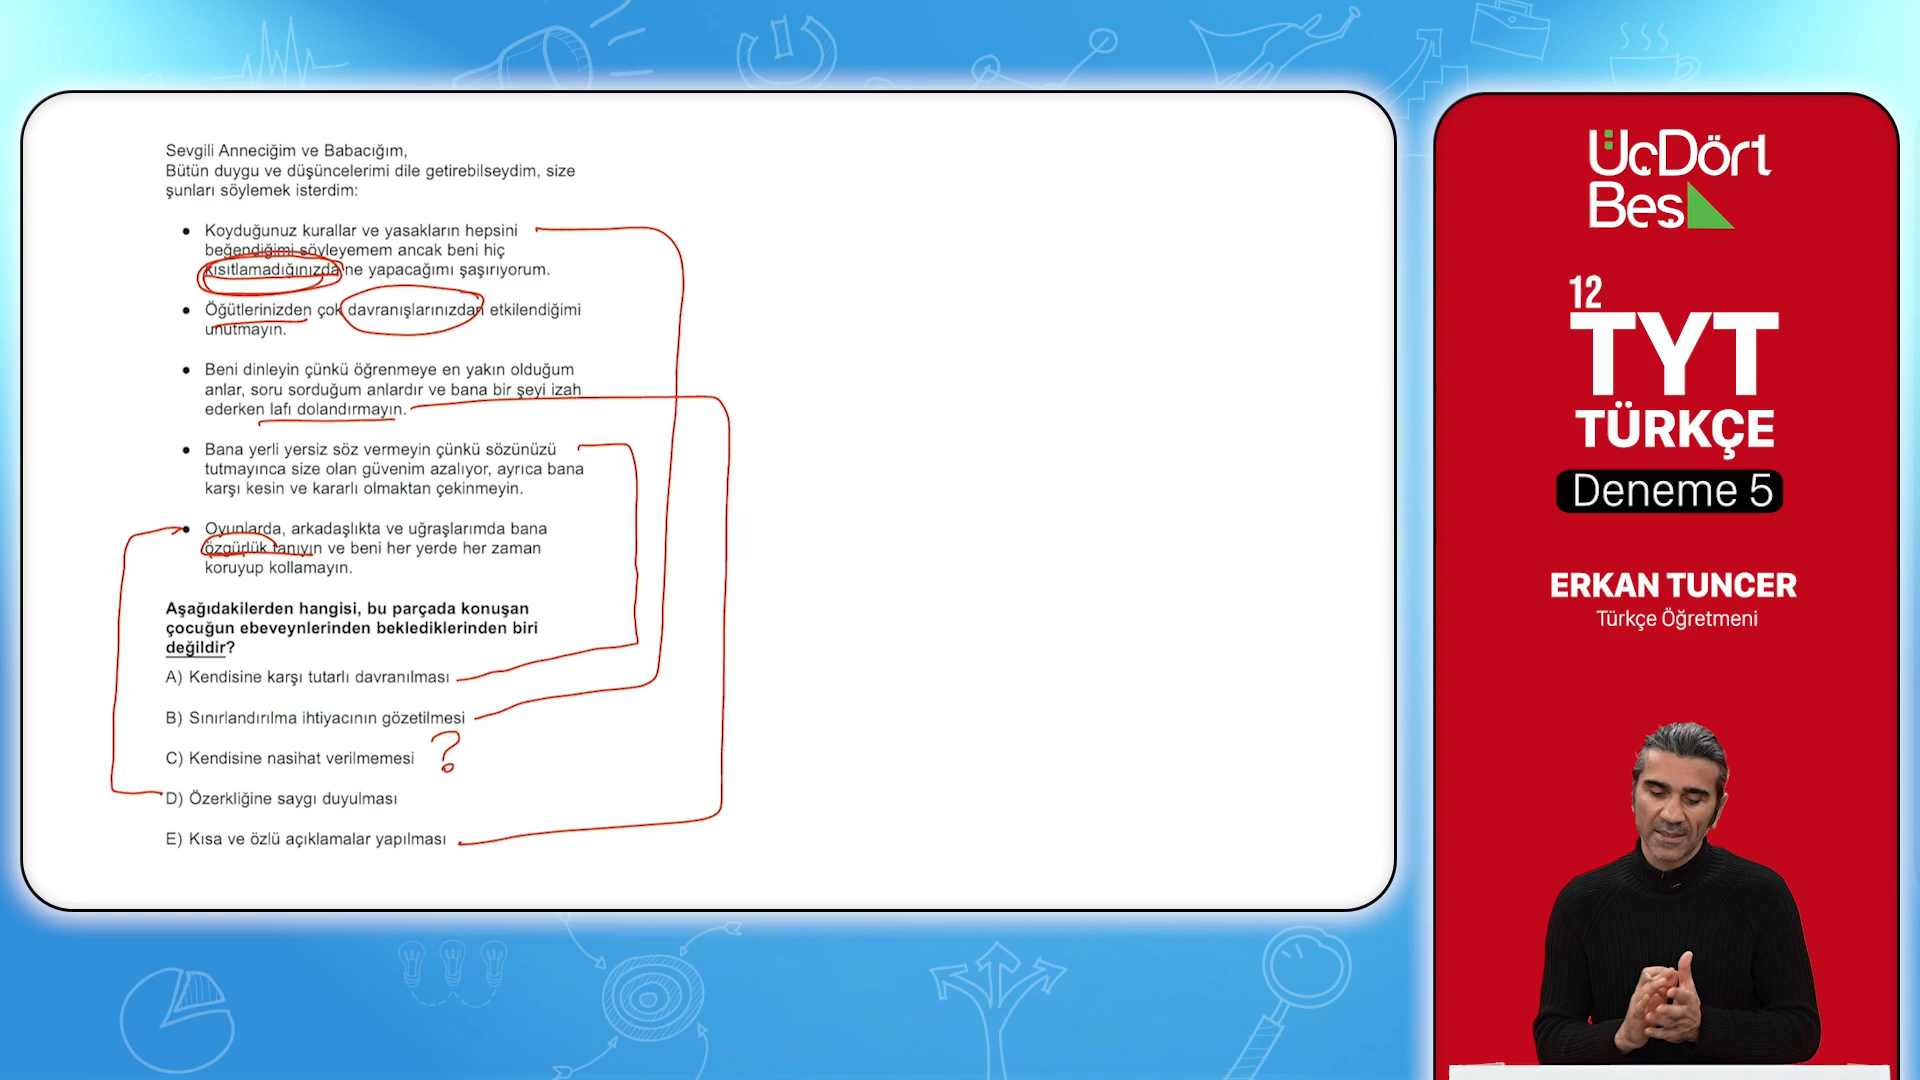 Sevgili Anneciğim ve Babacığım,
Bütün duygu ve düşüncelerimi dile getirebilseydim, size
şunları söylemek isterdim:
● Koyduğunuz kurallar ve yasakların hepsini
beğendiğimi söyleyemem ancak beni hiç
kısıtlamadığınızda ne yapacağımı şaşırıyorum.
● Öğütlerinizden çok davranışlarınızdan etkilendiğimi
unutmayın.
● Beni dinleyin çünkü öğrenmeye en yakın olduğum
anlar, soru sorduğum anlardır ve bana bir şeyi izah
ederken lafı dolandırmayın.
● Bana yerli yersiz söz vermeyin çünkü sözünüzü
tutmayınca size olan güvenim azalıyor, ayrıca bana
karşı kesin ve kararlı olmaktan çekinmeyin.
● Oyunlarda, arkadaşlıkta ve uğraşlarımda bana
özgürlük tanıyın ve beni her yerde her zaman
koruyup kollamayın.
Aşağıdakilerden hangisi, bu parçada konuşan
çocuğun ebeveynlerinden beklediklerinden biri
değildir?
A) Kendisine karşı tutarlı davranılması
B) Sınırlandırılma ihtiyacının gözetilmesi
C) Kendisine nasihat verilmemesi ?
D) Özerkliğine saygı duyulması
E) Kısa ve özlü açıklamalar yapılması
ÜçDört
Beş
12
TYT
TÜRKÇE
Deneme 5
ERKAN TUNCER
Türkçe Öğretmeni